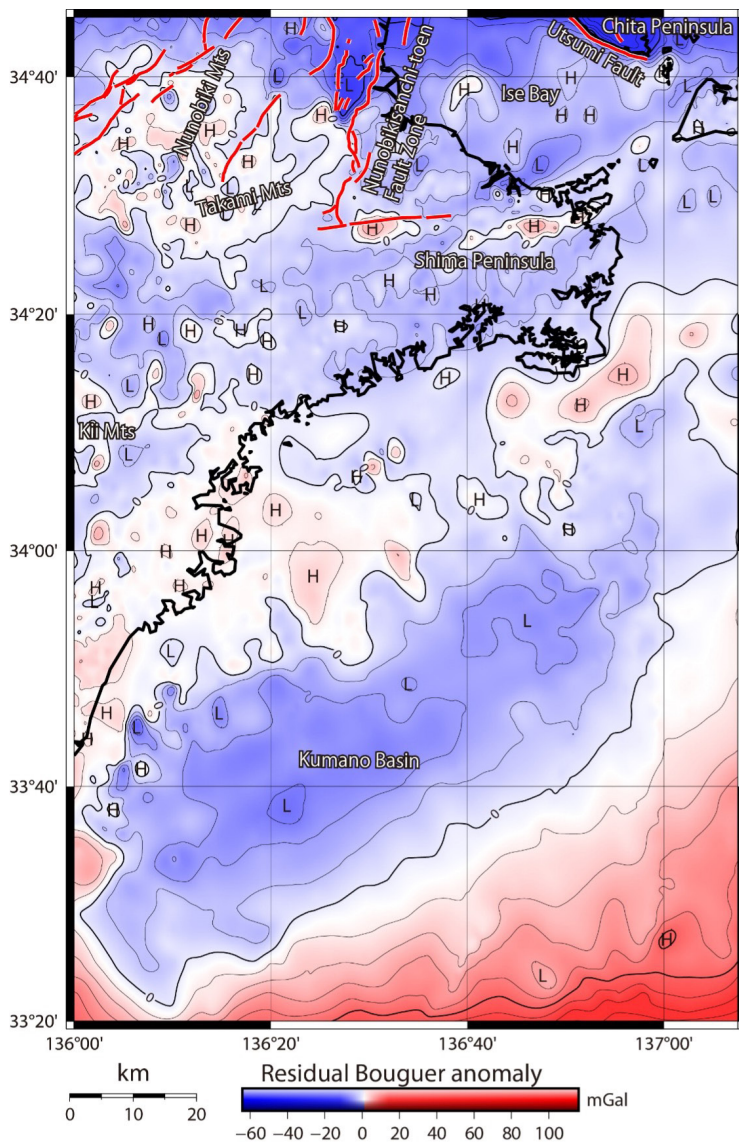 Chita Peninsula
Utsumi Fault
34°40'
Nunobiki Mts
Nunobikisanchi-toen
Fault Zone
Ise Bay
Takami Mts
Shima Peninsula
34°20'
Kii Mts
34°00'
33°40'
Kumano Basin
33°20'
136°00'
136°20'
136°40'
137°00'
km
0
10
20
Residual Bouguer anomaly
mGal
−60 −40 −20 0 20 40 60 80 100